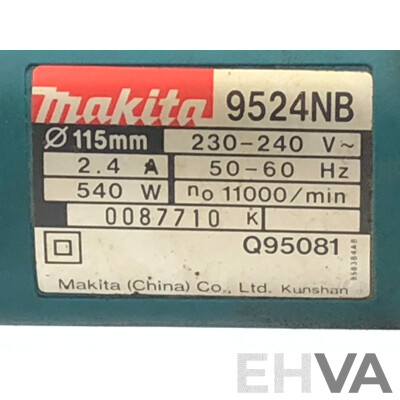 makita 9524NB
Ø 115mm 230-240 V~
2.4 A 50-60 Hz
540 W n₀ 11000/min
0087710 K
Q95081
Makita (China) Co., Ltd. Kunshan
EHVA